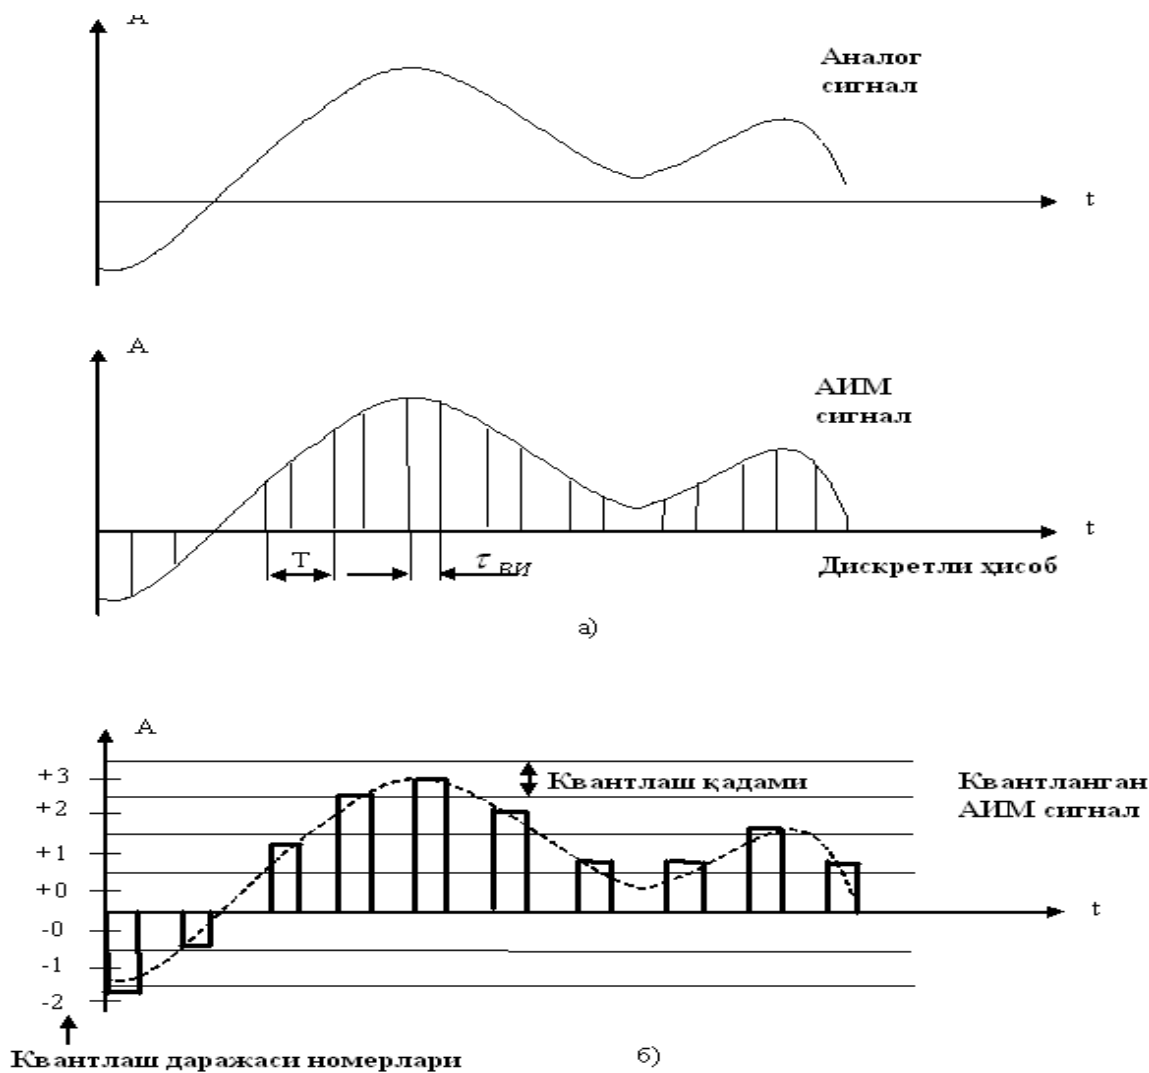 А
Аналог
сигнал
t
А
АИМ
сигнал
t
T
τ ВИ
Дискретли ҳисоб
а)
А
+3
Квантлаш қадами
Квантланган
АИМ сигнал
+2
+1
+0
t
-0
-1
-2
Квантлаш даражаси номерлари
б)